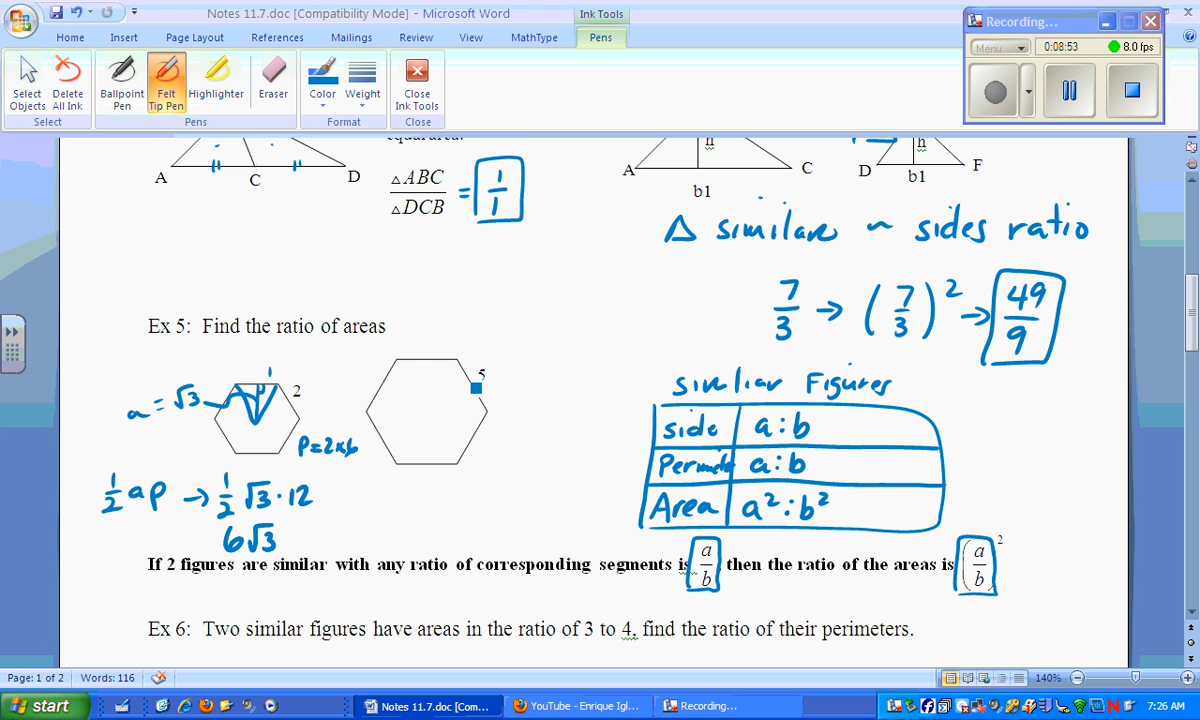 Notes 11.7.doc [Compatibility Mode] - Microsoft Word
Ink Tools
Recording...
Home Insert Page Layout References Mailings Review View MathType Pens
Menu 0:08:53 8.0 fps
Select Objects
Delete All Ink
Ballpoint Pen
Felt Tip Pen
Highlighter
Eraser
Color
Weight
Close Ink Tools
Select Pens Format Close
A C D
△ABC / △DCB = 1/1
A h C
b1
D h F
b1
Δ similare ~ sides ratio
7/3 → (7/3)² → 49/9
Ex 5: Find the ratio of areas
1
2
5
a = √3
P=2×6
½ap → ½ √3 · 12
6√3
Simliar Figures
side a:b
Perimete a:b
Area a²:b²
If 2 figures are similar with any ratio of corresponding segments is a/b, then the ratio of the areas is (a/b)²
Ex 6: Two similar figures have areas in the ratio of 3 to 4, find the ratio of their perimeters.
Page: 1 of 2 Words: 116 140%
start Notes 11.7.doc [Com... YouTube - Enrique Igl... Recording... 7:26 AM